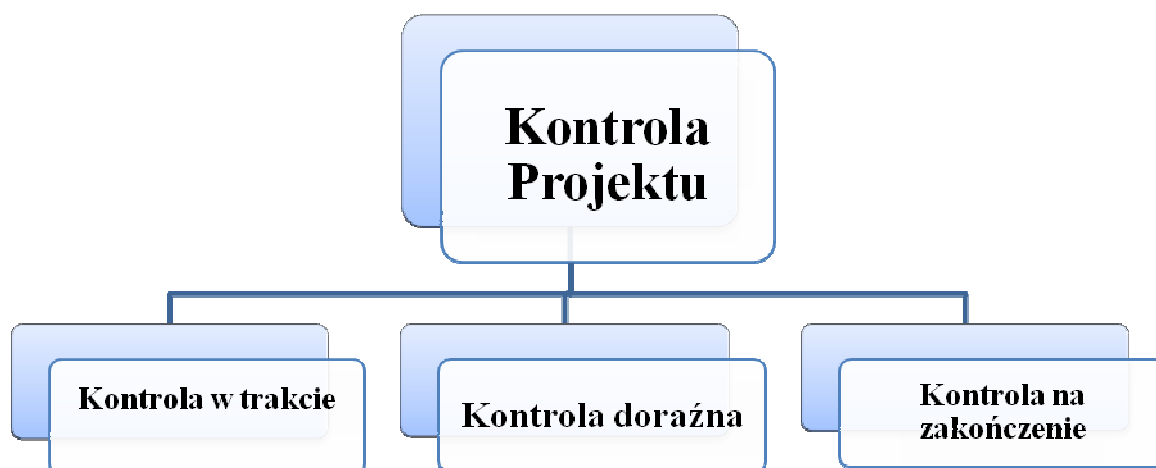 Kontrola
Projektu
Kontrola w trakcie
Kontrola doraźna
Kontrola na
zakończenie